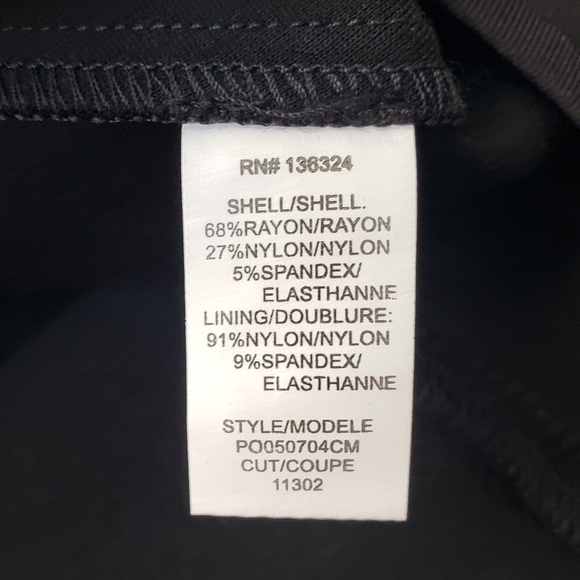 RN# 136324
SHELL/SHELL:
68%RAYON/RAYON
27%NYLON/NYLON
5%SPANDEX/
ELASTHANNE
LINING/DOUBLURE:
91%NYLON/NYLON
9%SPANDEX/
ELASTHANNE
STYLE/MODELE
PO050704CM
CUT/COUPE
11302